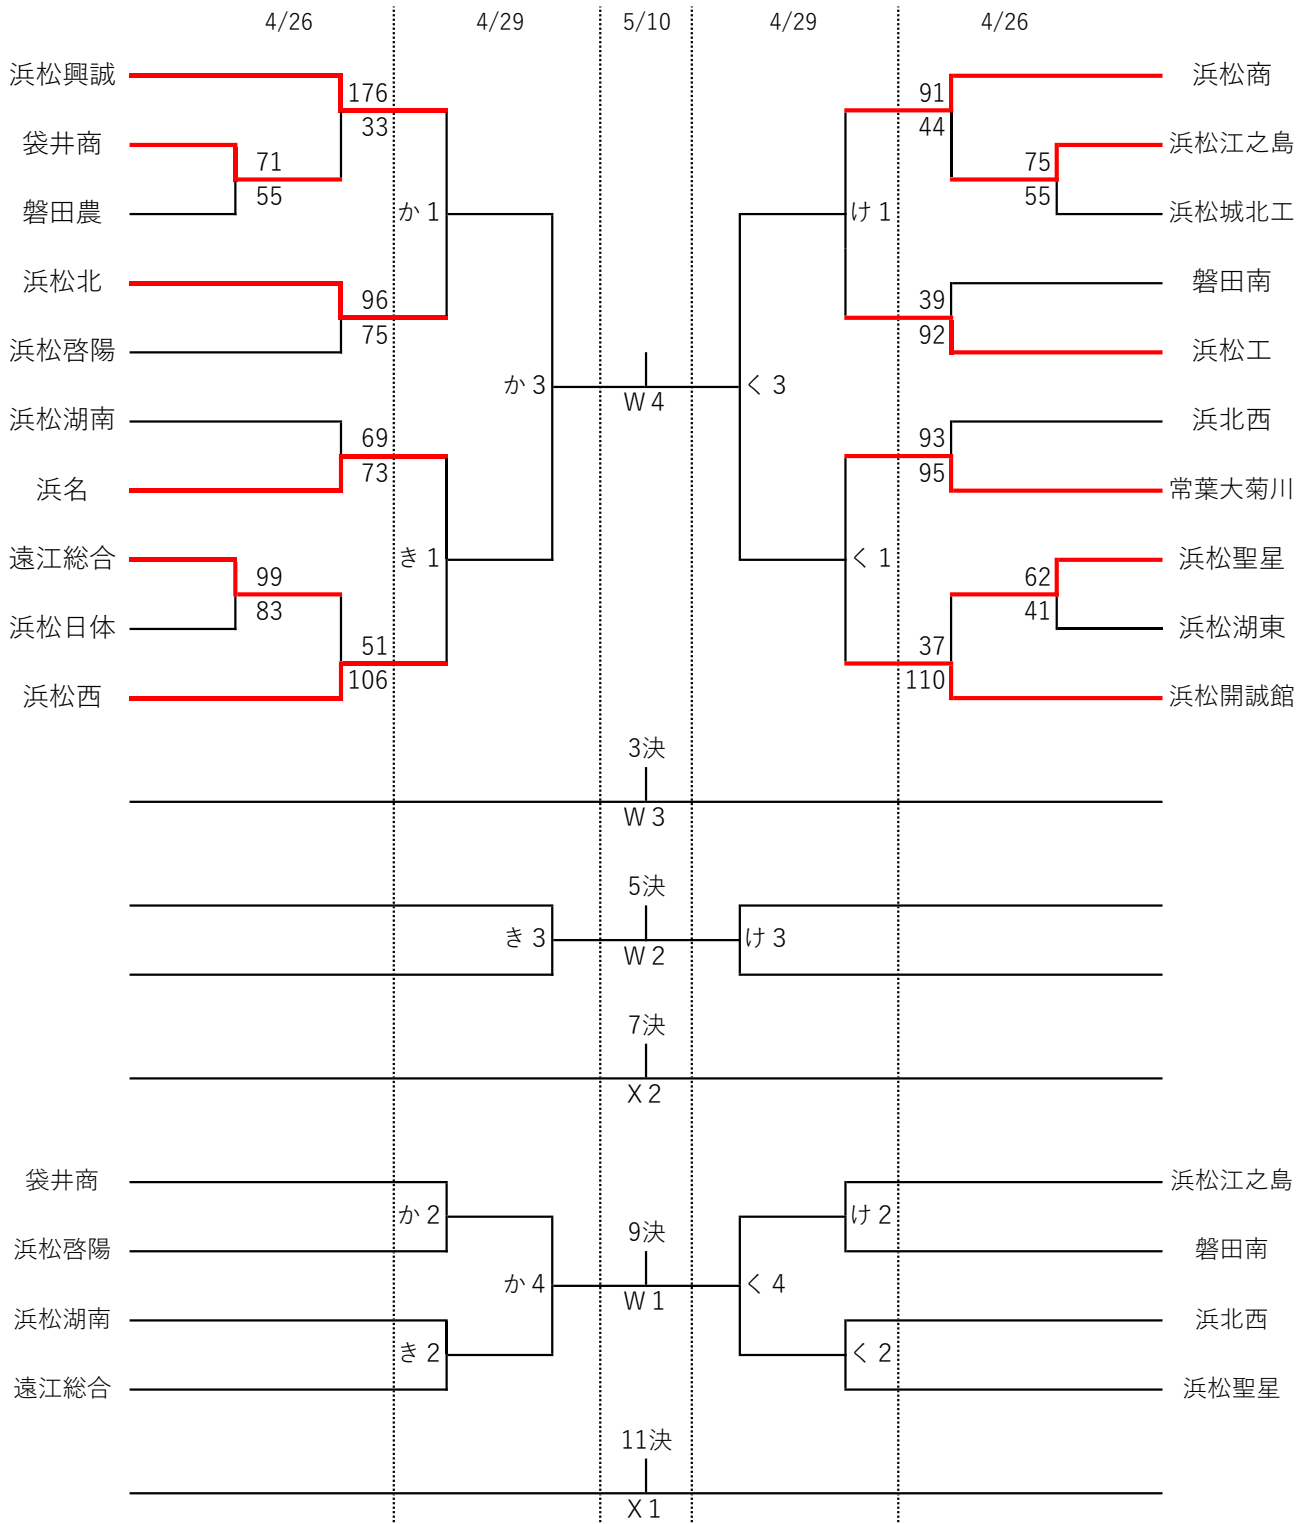 4/26 4/29 5/10 4/29 4/26
浜松興誠 浜松商
176 91
33 44
袋井商 浜松江之島
71 75
55 55
磐田農 か1 け1 浜松城北工
浜松北 磐田南
96 39
75 92
浜松啓陽 浜松工
か3 く3
W4
浜松湖南 浜北西
69 93
73 95
浜名 常葉大菊川
遠江総合 き1 く1 浜松聖星
99 62
83 41
浜松日体 浜松湖東
51 37
106 110
浜松西 浜松開誠館
3決
W3
5決
き3 け3
W2
7決
X2
袋井商 浜松江之島
か2 け2
9決
浜松啓陽 磐田南
か4 く4
W1
浜松湖南 浜北西
き2 く2
遠江総合 浜松聖星
11決
X1